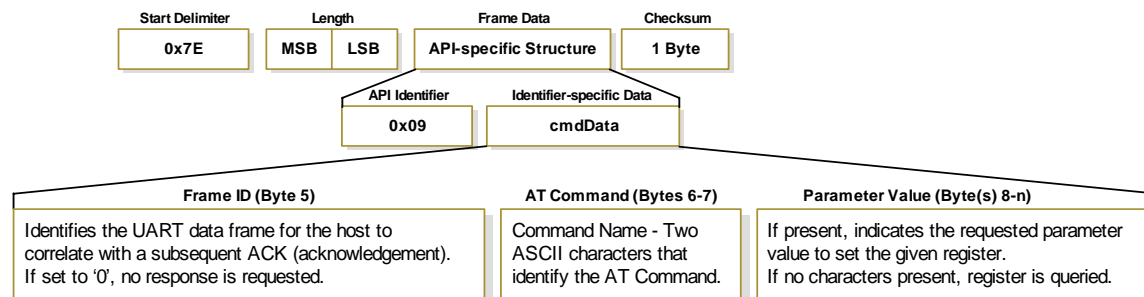 Start Delimiter Length Frame Data Checksum
0x7E MSB LSB API-specific Structure 1 Byte
API Identifier Identifier-specific Data
0x09 cmdData
Frame ID (Byte 5)
Identifies the UART data frame for the host to
correlate with a subsequent ACK (acknowledgement).
If set to ‘0’, no response is requested.
AT Command (Bytes 6-7)
Command Name - Two
ASCII characters that
identify the AT Command.
Parameter Value (Byte(s) 8-n)
If present, indicates the requested parameter
value to set the given register.
If no characters present, register is queried.